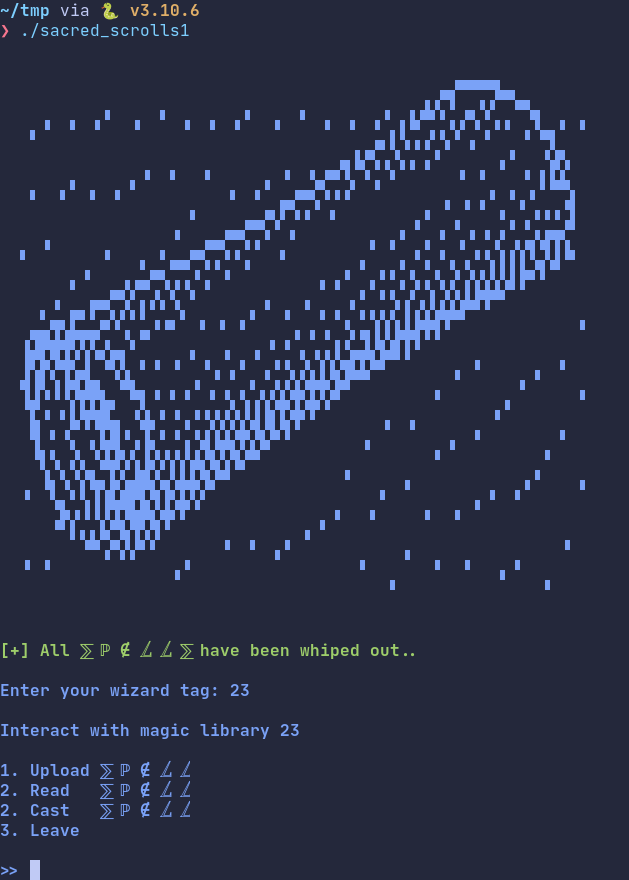 ~/tmp via 🐍 v3.10.6
❯ ./sacred_scrolls1
[+] All ⅀ ℙ ∉ ⅃ ⅃ ⅀ have been whiped out..
Enter your wizard tag: 23
Interact with magic library 23
1. Upload ⅀ ℙ ∉ ⅃ ⅃
2. Read ⅀ ℙ ∉ ⅃ ⅃
2. Cast ⅀ ℙ ∉ ⅃ ⅃
3. Leave
>>